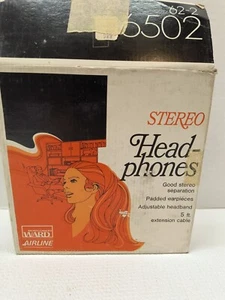 62-2
6502
STEREO
Head-
phones
Good stereo
separation
Padded earpieces
Adjustable headband
5 ft.
extension cable
WARD
AIRLINE